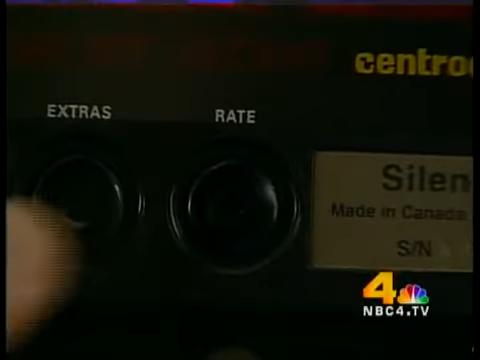 centro
EXTRAS
RATE
Silen
Made in Canada
S/N
4
NBC4.TV